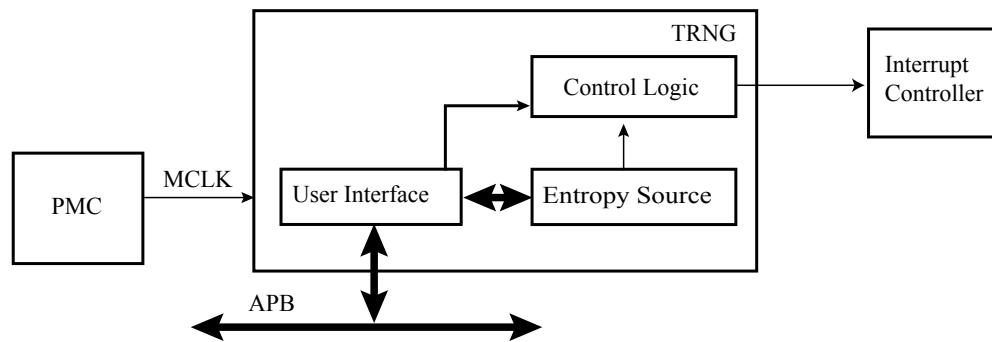 TRNG
Control Logic
Interrupt
Controller
MCLK
PMC
User Interface
Entropy Source
APB